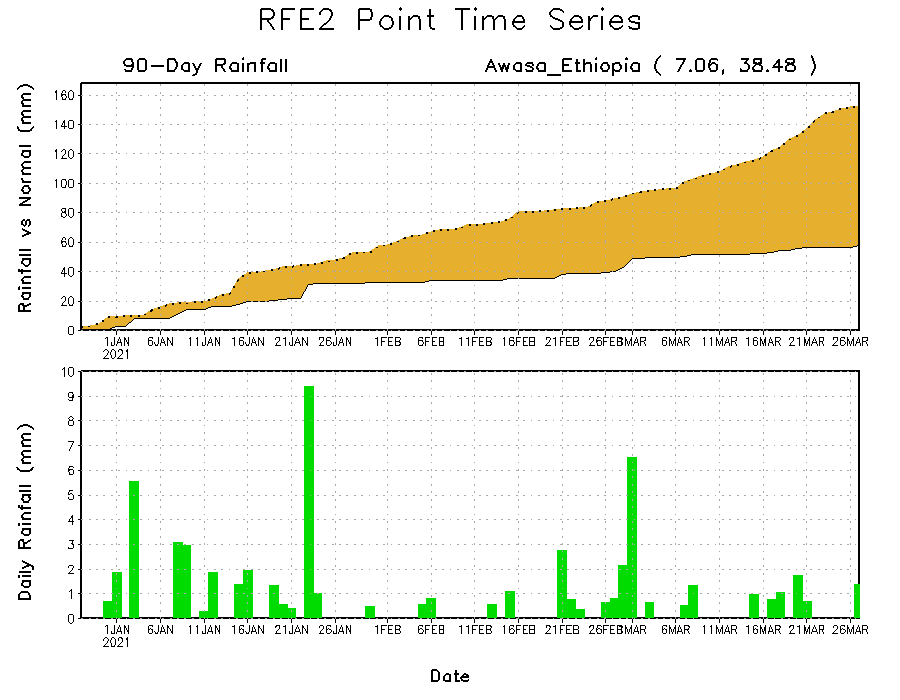 RFE2 Point Time Series
90-Day Rainfall
Awasa_Ethiopia ( 7.06, 38.48 )
Rainfall vs Normal (mm)
160
140
120
100
80
60
40
20
0
1JAN 6JAN 11JAN 16JAN 21JAN 26JAN 1FEB 6FEB 11FEB 16FEB 21FEB 26FEB 1MAR 6MAR 11MAR 16MAR 21MAR 26MAR
2021
Daily Rainfall (mm)
10
9
8
7
6
5
4
3
2
1
0
1JAN 6JAN 11JAN 16JAN 21JAN 26JAN 1FEB 6FEB 11FEB 16FEB 21FEB 26FEB 1MAR 6MAR 11MAR 16MAR 21MAR 26MAR
2021
Date